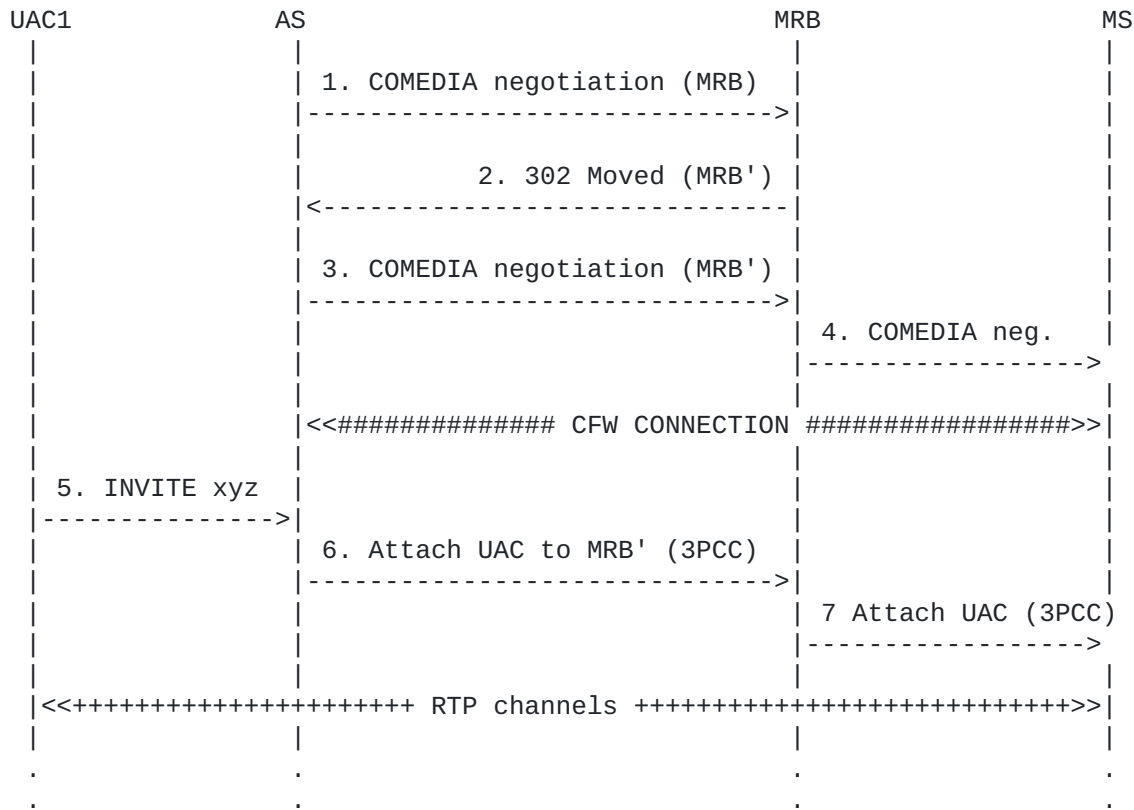 UAC1 AS MRB MS
1. COMEDIA negotiation (MRB)
2. 302 Moved (MRB')
3. COMEDIA negotiation (MRB')
4. COMEDIA neg.
<<############## CFW CONNECTION #################>>
5. INVITE xyz
6. Attach UAC to MRB' (3PCC)
7 Attach UAC (3PCC)
<<++++++++++++++++++++++ RTP channels ++++++++++++++++++++++++++++>>